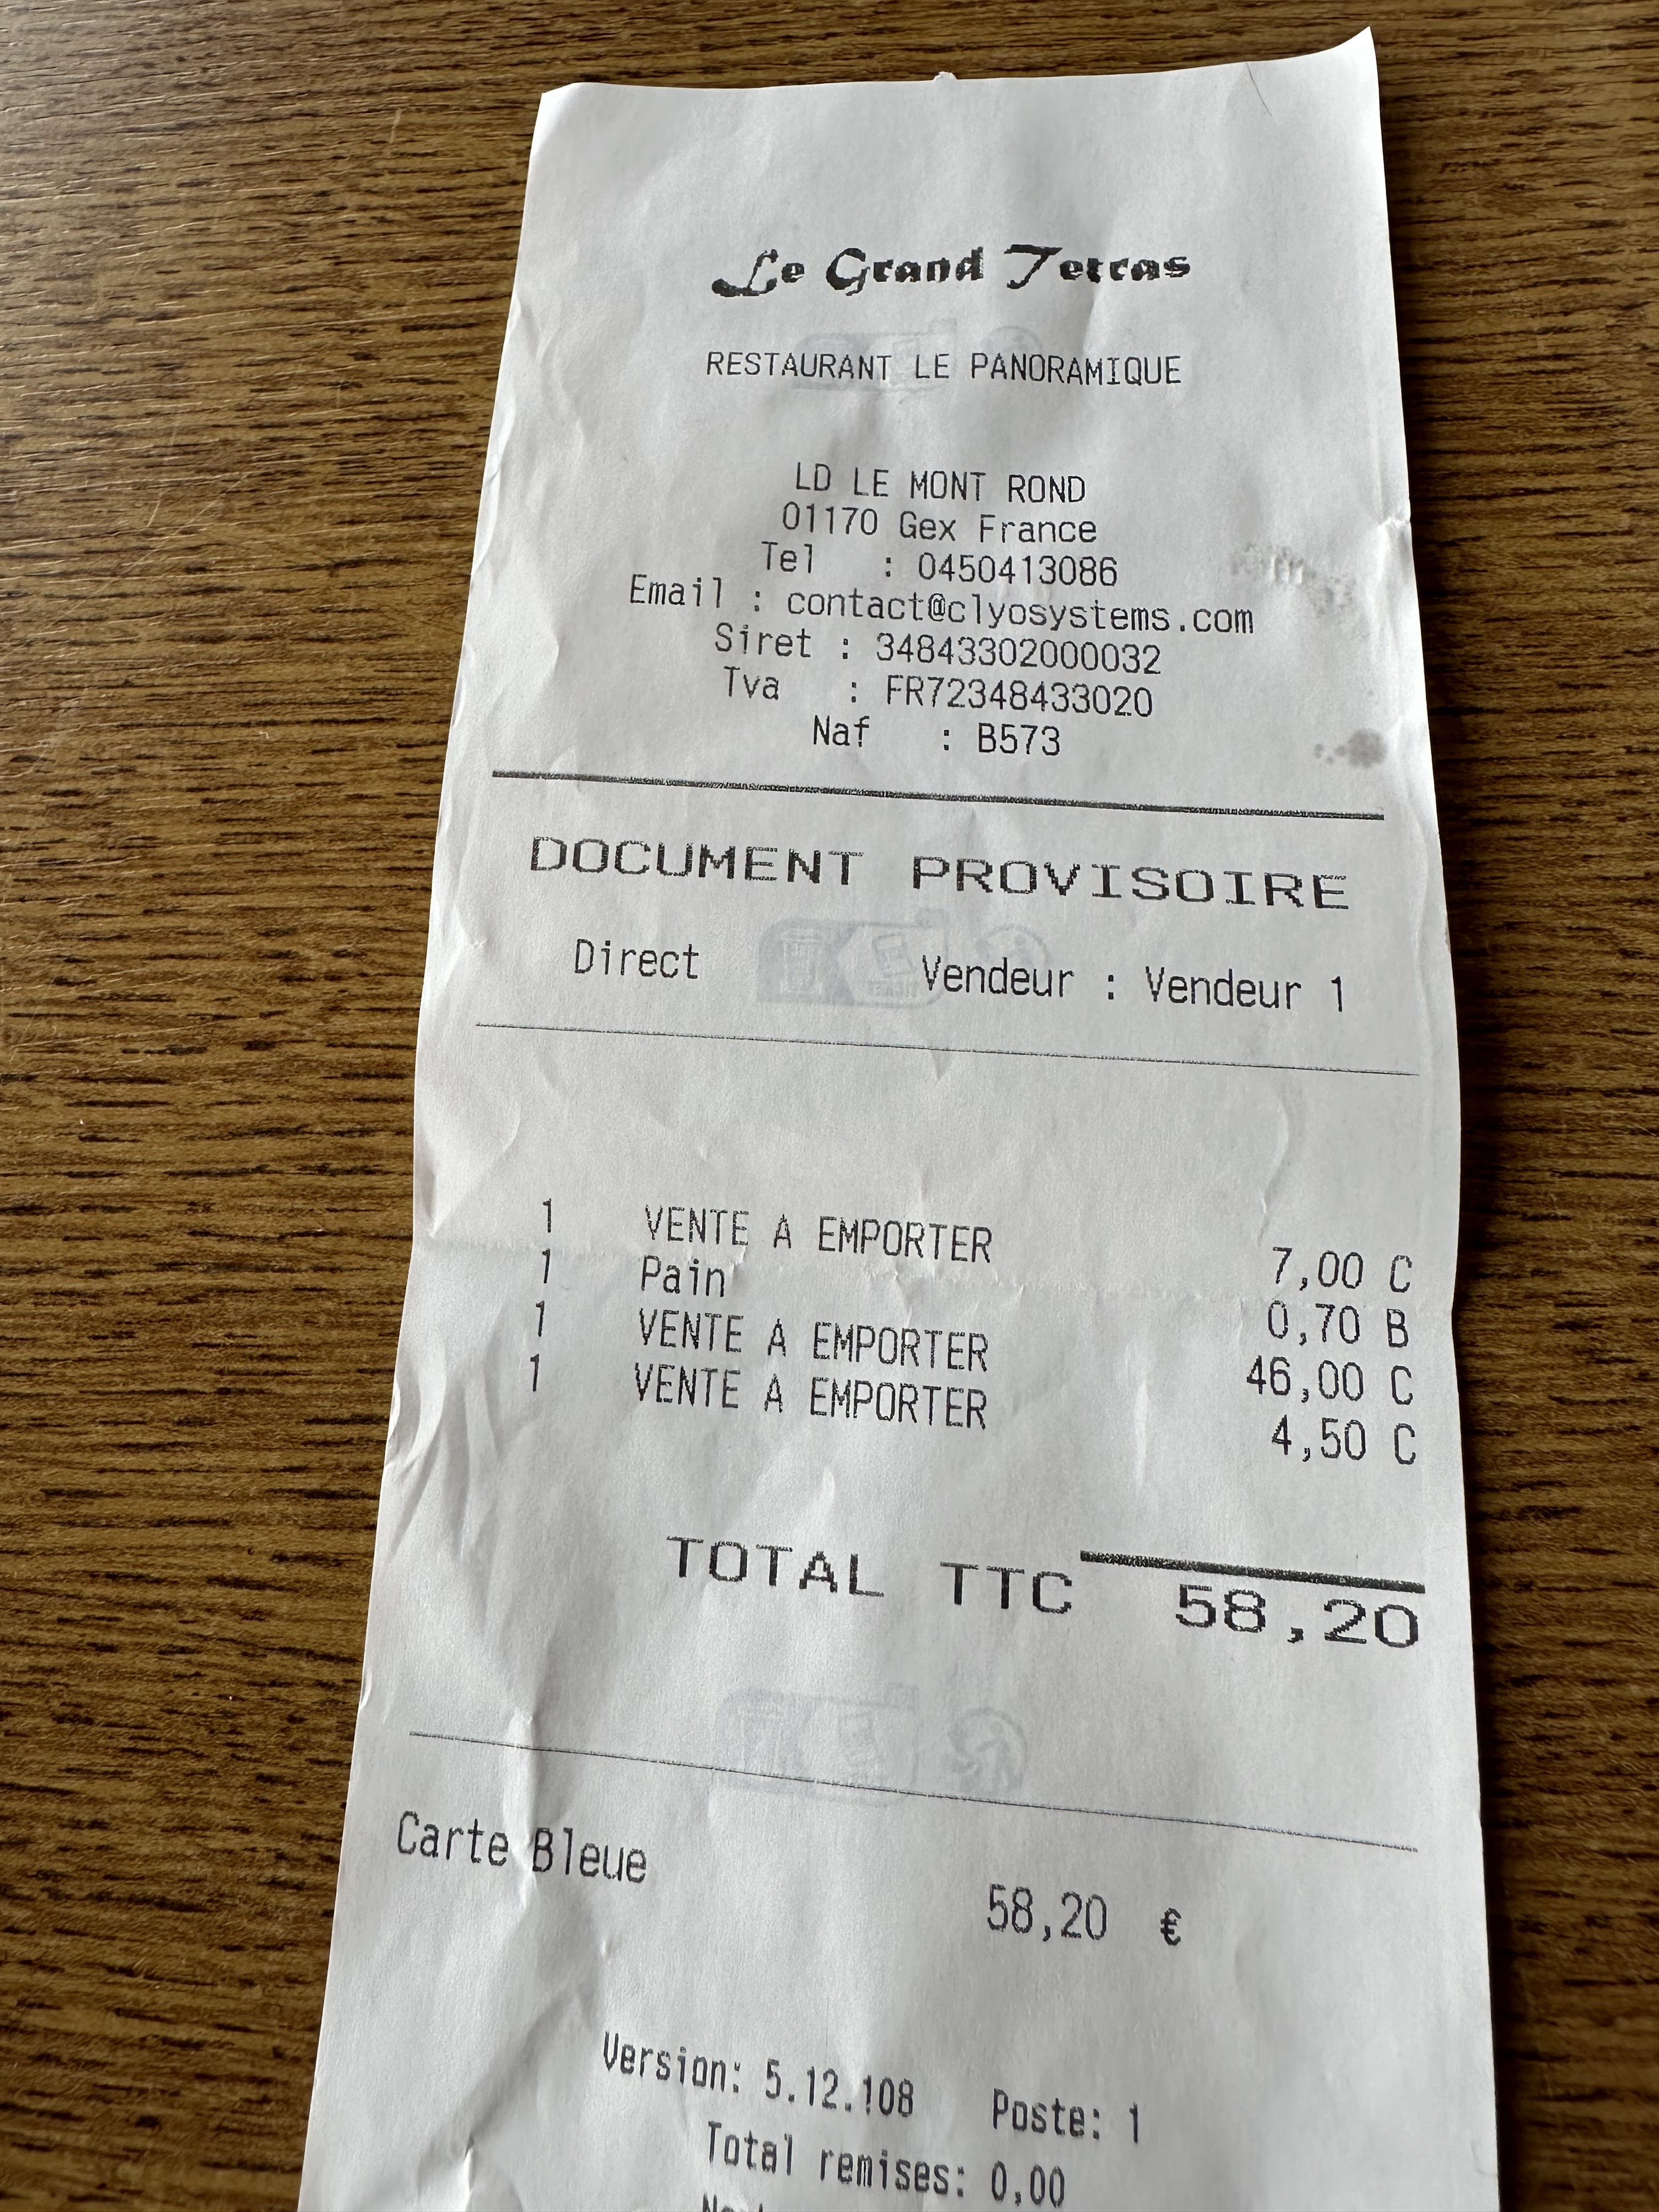 Le Grand Tetras
RESTAURANT LE PANORAMIQUE
LD LE MONT ROND
01170 Gex France
Tel : 0450413086
Email : contact@clyosystems.com
Siret : 34843302000032
Tva : FR72348433020
Naf : B573
DOCUMENT PROVISOIRE
Direct Vendeur : Vendeur 1
1 VENTE A EMPORTER 7,00 C
1 Pain 0,70 B
1 VENTE A EMPORTER 46,00 C
1 VENTE A EMPORTER 4,50 C
TOTAL TTC 58,20
Carte Bleue 58,20 €
Version: 5.12.108 Poste: 1
Total remises: 0,00